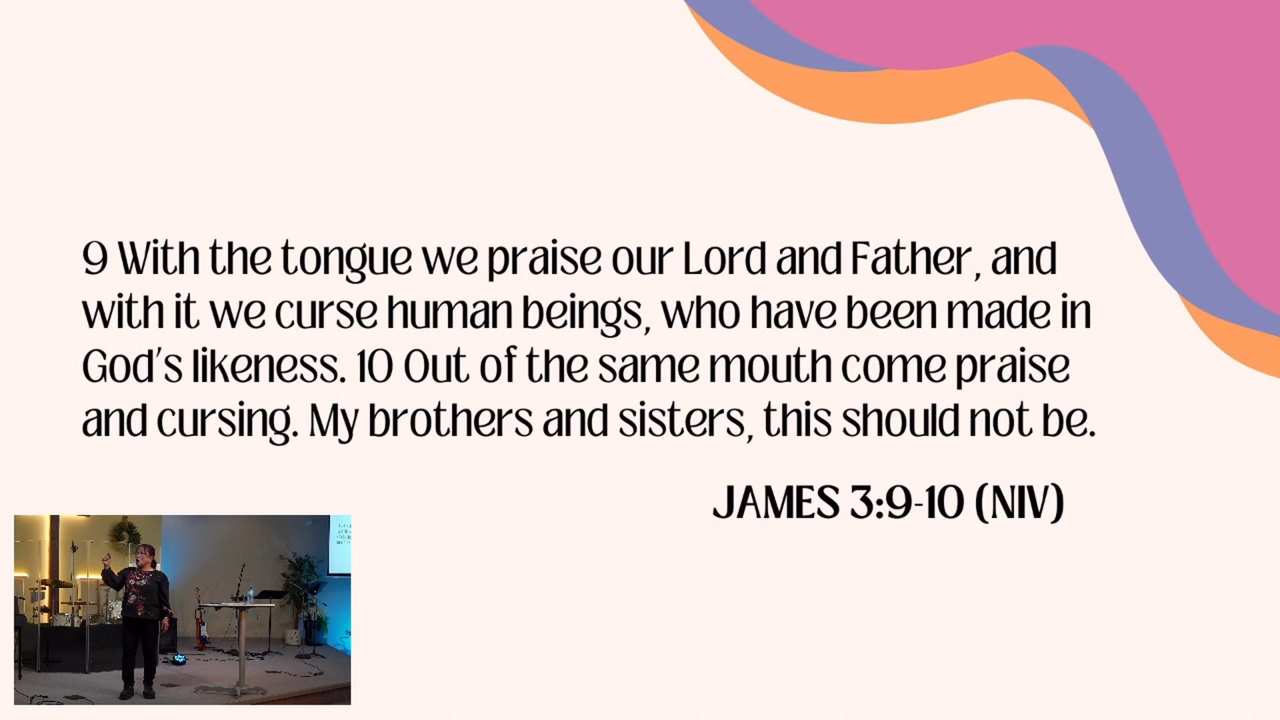 9 With the tongue we praise our Lord and Father, and
with it we curse human beings, who have been made in
God's likeness. 10 Out of the same mouth come praise
and cursing. My brothers and sisters, this should not be.
JAMES 3:9-10 (NIV)